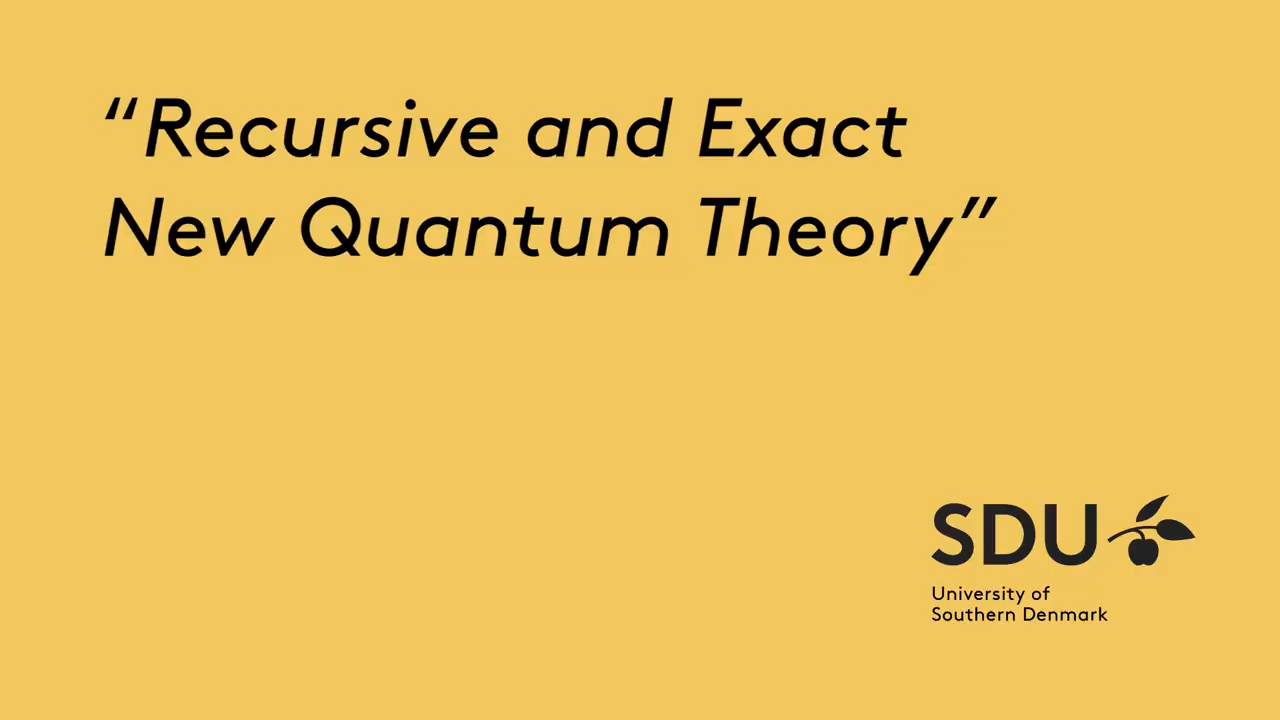 “Recursive and Exact
New Quantum Theory”
SDU
University of
Southern Denmark